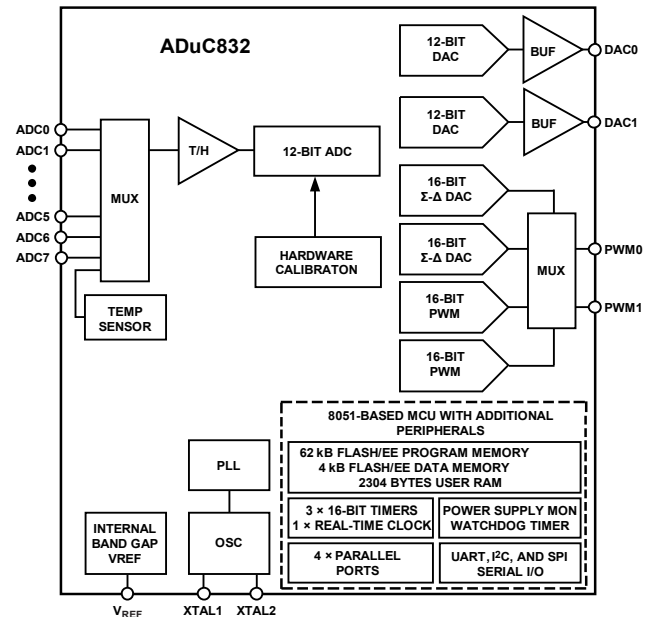 ADuC832
12-BIT
DAC
BUF
DAC0
12-BIT
DAC
BUF
DAC1
ADC0
ADC1
ADC5
ADC6
ADC7
MUX
T/H
12-BIT ADC
HARDWARE
CALIBRATON
TEMP
SENSOR
16-BIT
Σ-Δ DAC
16-BIT
Σ-Δ DAC
16-BIT
PWM
16-BIT
PWM
MUX
PWM0
PWM1
8051-BASED MCU WITH ADDITIONAL
PERIPHERALS
62 kB FLASH/EE PROGRAM MEMORY
4 kB FLASH/EE DATA MEMORY
2304 BYTES USER RAM
3 × 16-BIT TIMERS
1 × REAL-TIME CLOCK
POWER SUPPLY MON
WATCHDOG TIMER
4 × PARALLEL
PORTS
UART, I²C, AND SPI
SERIAL I/O
PLL
OSC
INTERNAL
BAND GAP
VREF
VREF
XTAL1
XTAL2